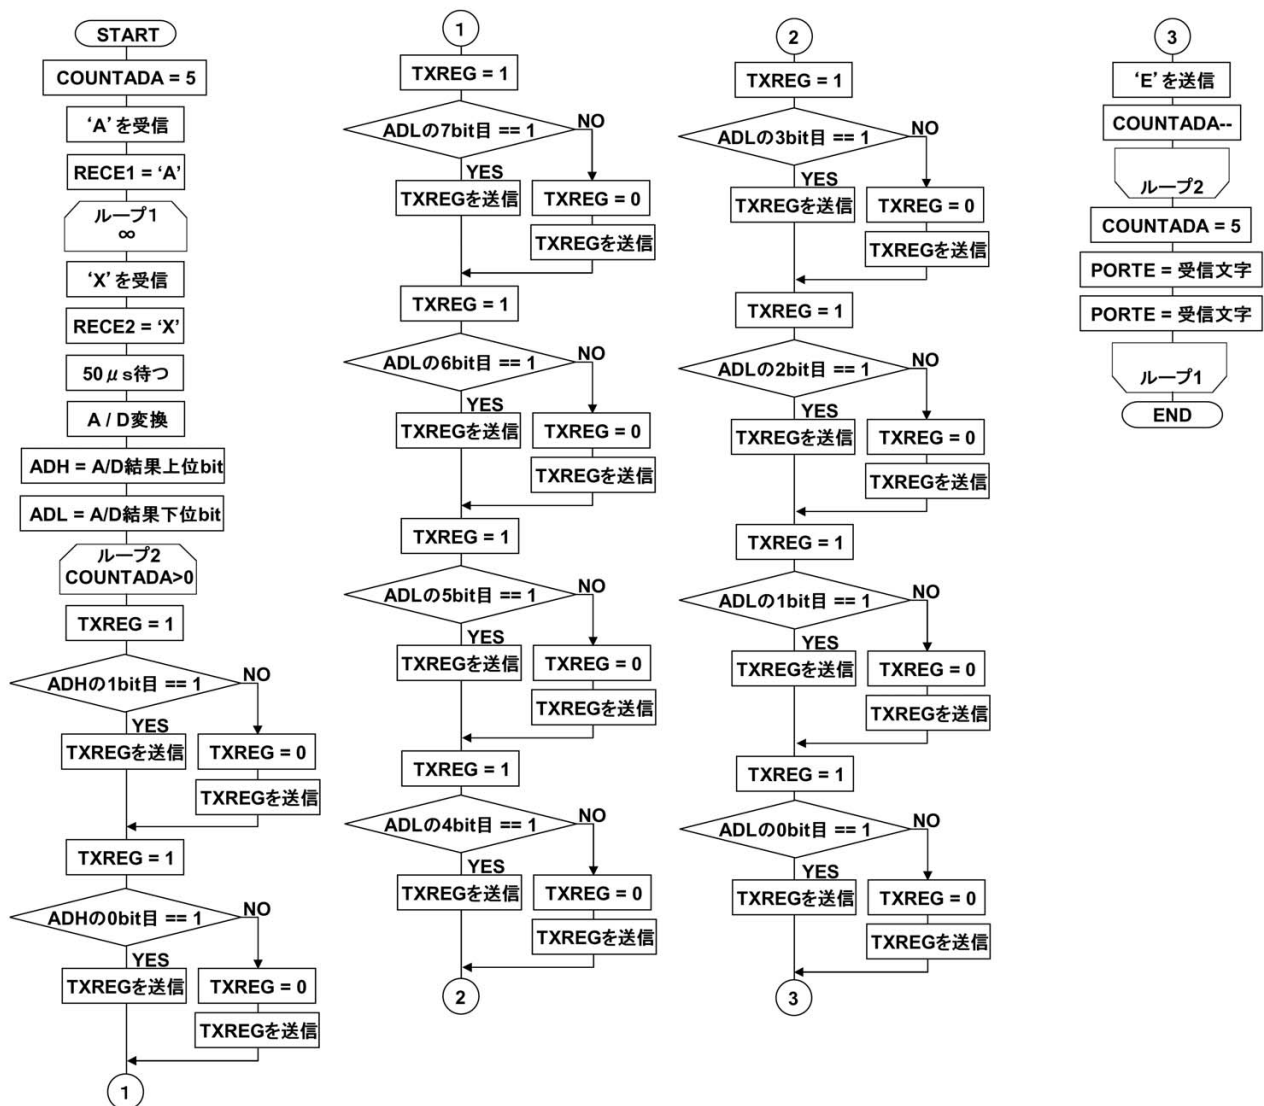 START
COUNTADA = 5
‘A’を受信
RECE1 = ‘A’
ループ1
∞
‘X’を受信
RECE2 = ‘X’
50μs待つ
A / D変換
ADH = A/D結果上位bit
ADL = A/D結果下位bit
ループ2
COUNTADA>0
TXREG = 1
ADHの1bit目 == 1
NO
YES
TXREGを送信
TXREG = 0
TXREGを送信
TXREG = 1
ADHの0bit目 == 1
NO
YES
TXREGを送信
TXREG = 0
TXREGを送信
1
1
TXREG = 1
ADLの7bit目 == 1
NO
YES
TXREGを送信
TXREG = 0
TXREGを送信
TXREG = 1
ADLの6bit目 == 1
NO
YES
TXREGを送信
TXREG = 0
TXREGを送信
TXREG = 1
ADLの5bit目 == 1
NO
YES
TXREGを送信
TXREG = 0
TXREGを送信
TXREG = 1
ADLの4bit目 == 1
NO
YES
TXREGを送信
TXREG = 0
TXREGを送信
2
2
TXREG = 1
ADLの3bit目 == 1
NO
YES
TXREGを送信
TXREG = 0
TXREGを送信
TXREG = 1
ADLの2bit目 == 1
NO
YES
TXREGを送信
TXREG = 0
TXREGを送信
TXREG = 1
ADLの1bit目 == 1
NO
YES
TXREGを送信
TXREG = 0
TXREGを送信
TXREG = 1
ADLの0bit目 == 1
NO
YES
TXREGを送信
TXREG = 0
TXREGを送信
3
3
‘E’を送信
COUNTADA--
ループ2
COUNTADA = 5
PORTE = 受信文字
PORTE = 受信文字
ループ1
END